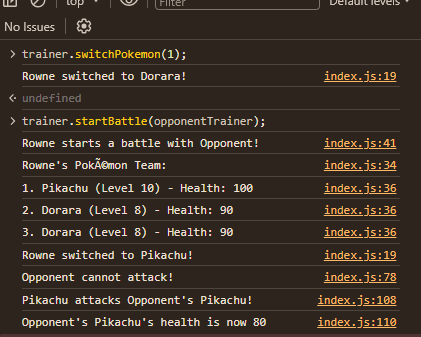 top
Filter
Default levels
No Issues
> trainer.switchPokemon(1);
Rowne switched to Dorara! index.js:19
undefined
> trainer.startBattle(opponentTrainer);
Rowne starts a battle with Opponent! index.js:41
Rowne's PokÃ©mon Team: index.js:34
1. Pikachu (Level 10) - Health: 100 index.js:36
2. Dorara (Level 8) - Health: 90 index.js:36
3. Dorara (Level 8) - Health: 90 index.js:36
Rowne switched to Pikachu! index.js:19
Opponent cannot attack! index.js:78
Pikachu attacks Opponent's Pikachu! index.js:108
Opponent's Pikachu's health is now 80 index.js:110